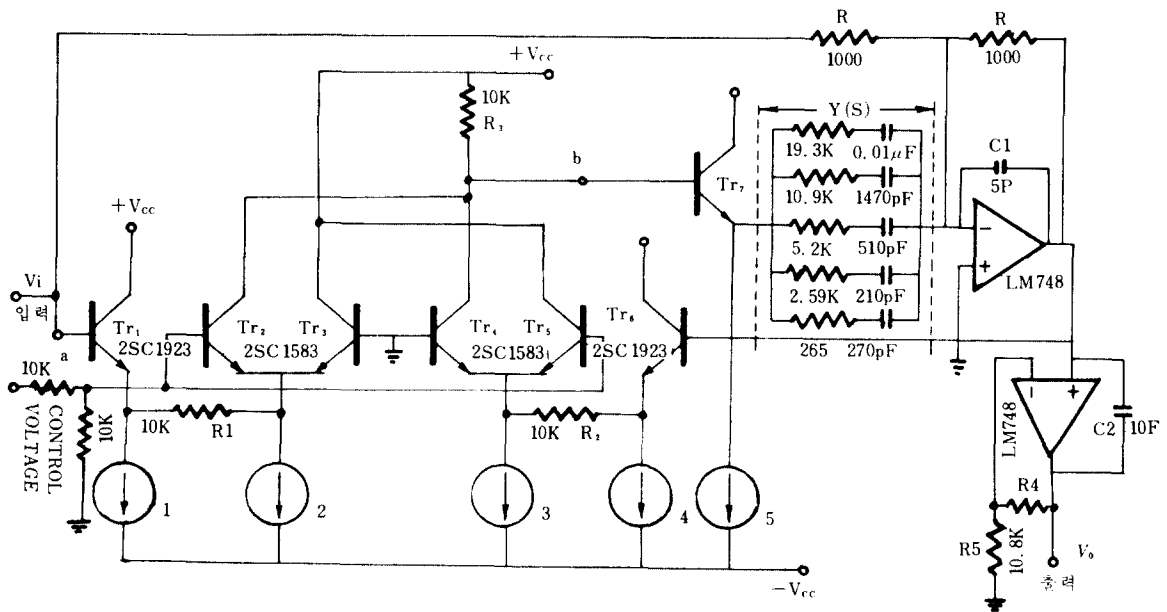 R
R
1000
1000
+Vcc
10K
R₃
Y(S)
19.3K
0.01μF
10.9K
1470pF
5.2K
510pF
2.59K
210pF
265
270pF
b
Tr₇
C1
5P
−
+
LM748
+Vcc
Vi
입력
a
Tr₁
2SC1923
Tr₂
Tr₃
2SC1583
Tr₄
Tr₅
2SC1583
Tr₆
2SC1923
10K
CONTROL
VOLTAGE
10K
10K
R1
10K
R₂
1
2
3
4
5
LM748
−
+
C2
10F
R4
R5
10.8K
V₀
출력
−Vcc